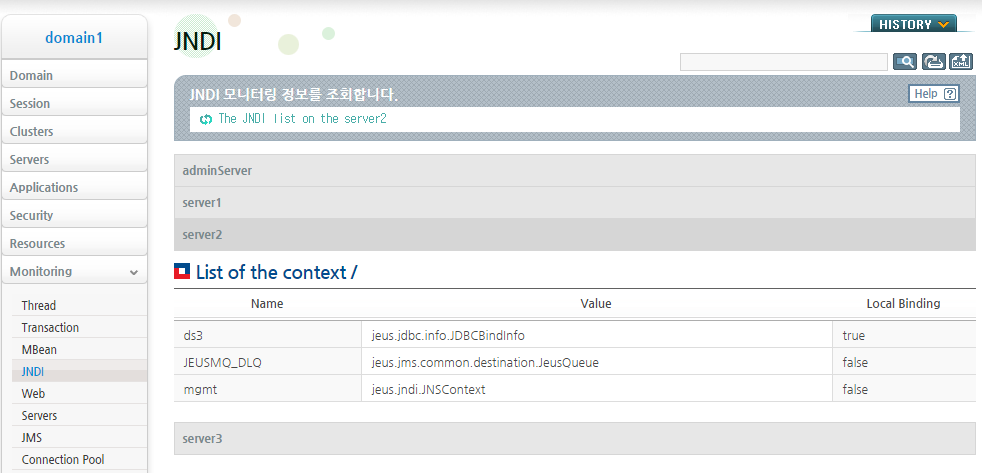 domain1
Domain
Session
Clusters
Servers
Applications
Security
Resources
Monitoring
Thread
Transaction
MBean
JNDI
Web
Servers
JMS
Connection Pool
HISTORY
JNDI
XML
JNDI 모니터링 정보를 조회합니다.
Help ?
The JNDI list on the server2
adminServer
server1
server2
List of the context /
Name Value Local Binding
ds3 jeus.jdbc.info.JDBCBindInfo true
JEUSMQ_DLQ jeus.jms.common.destination.JeusQueue false
mgmt jeus.jndi.JNSContext false
server3